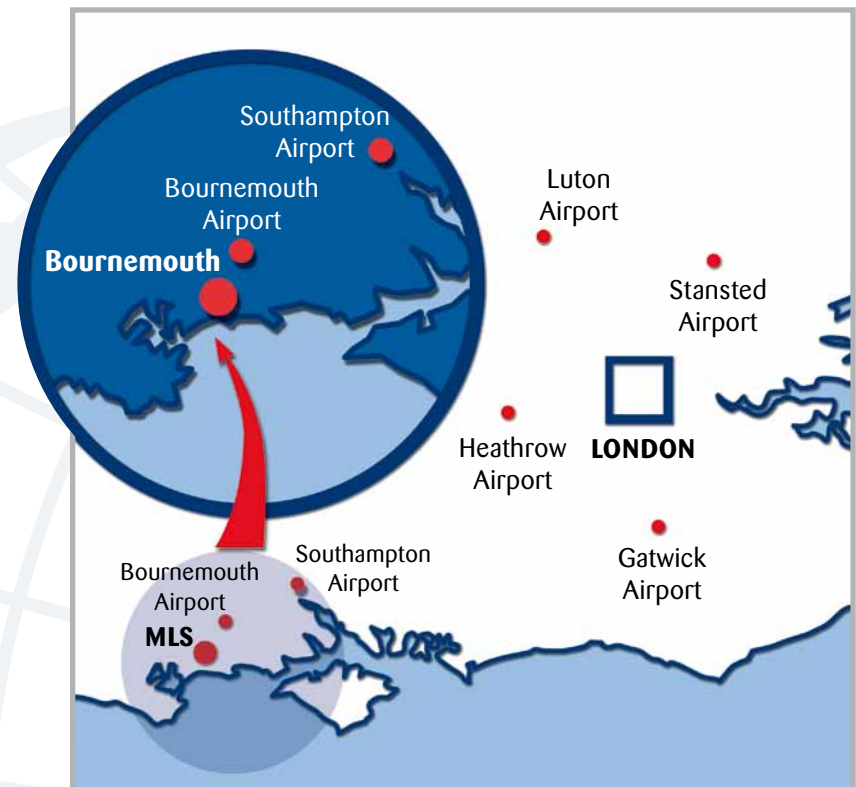 Southampton
Airport
Bournemouth
Airport
Bournemouth
Luton
Airport
Stansted
Airport
Heathrow
Airport
LONDON
Gatwick
Airport
Southampton
Airport
Bournemouth
Airport
MLS